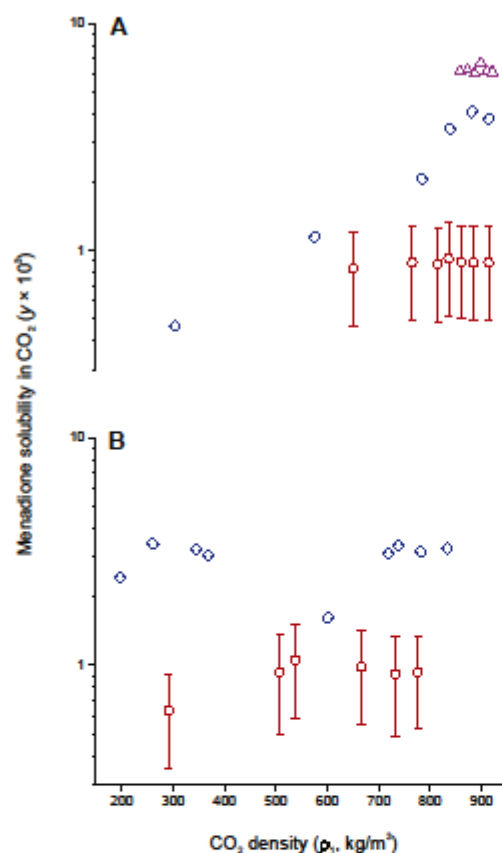 A
10
1
Menadione solubility in CO₂ (y × 10³)
B
10
1
200 300 400 500 600 700 800 900
CO₂ density (ρ₁, kg/m³)